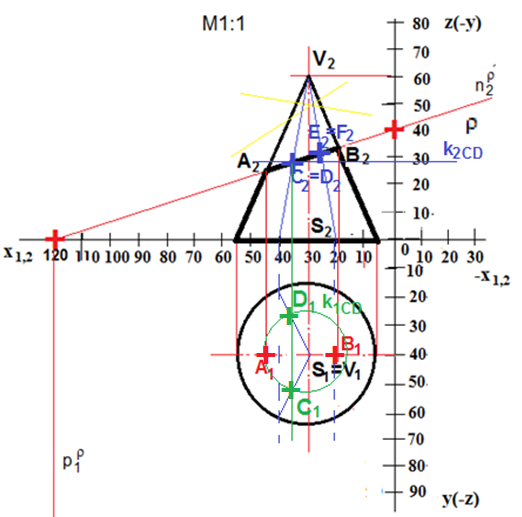 M1:1
80 z(-y)
70
V₂
60
n₂^ρ′
50
40
ρ
E₂=F₂
30
k₂CD
A₂
B₂
C₂=D₂
20
10
S₂
x₁,₂
120 110 100 90 80 70 60 50 40 30 20 10 0 10 20 30
-x₁,₂
10
20
D₁ k₁CD
30
40
B₁
A₁
S₁=V₁
50
C₁
60
p₁^ρ
70
80
90
y(-z)